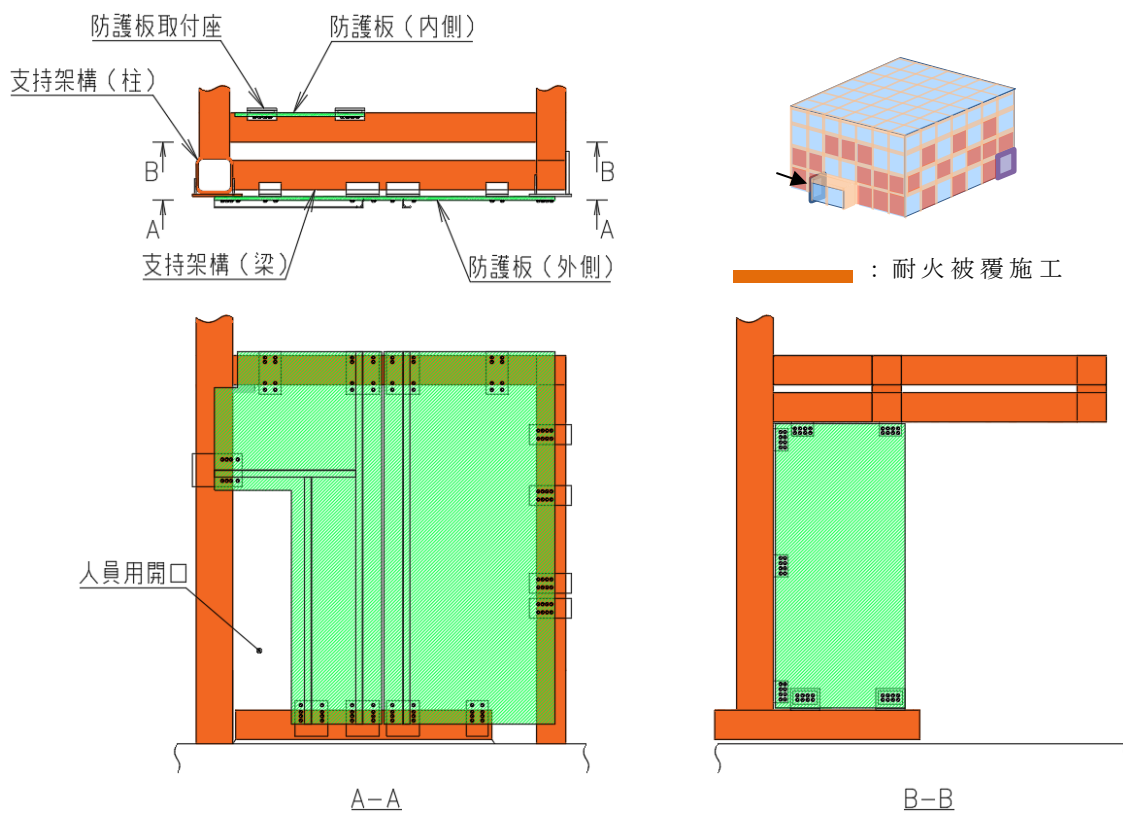 防護板取付座
防護板(内側)
支持架構(柱)
B
B
A
A
支持架構(梁)
防護板(外側)
:耐火被覆施工
人員用開口
A-A
B-B